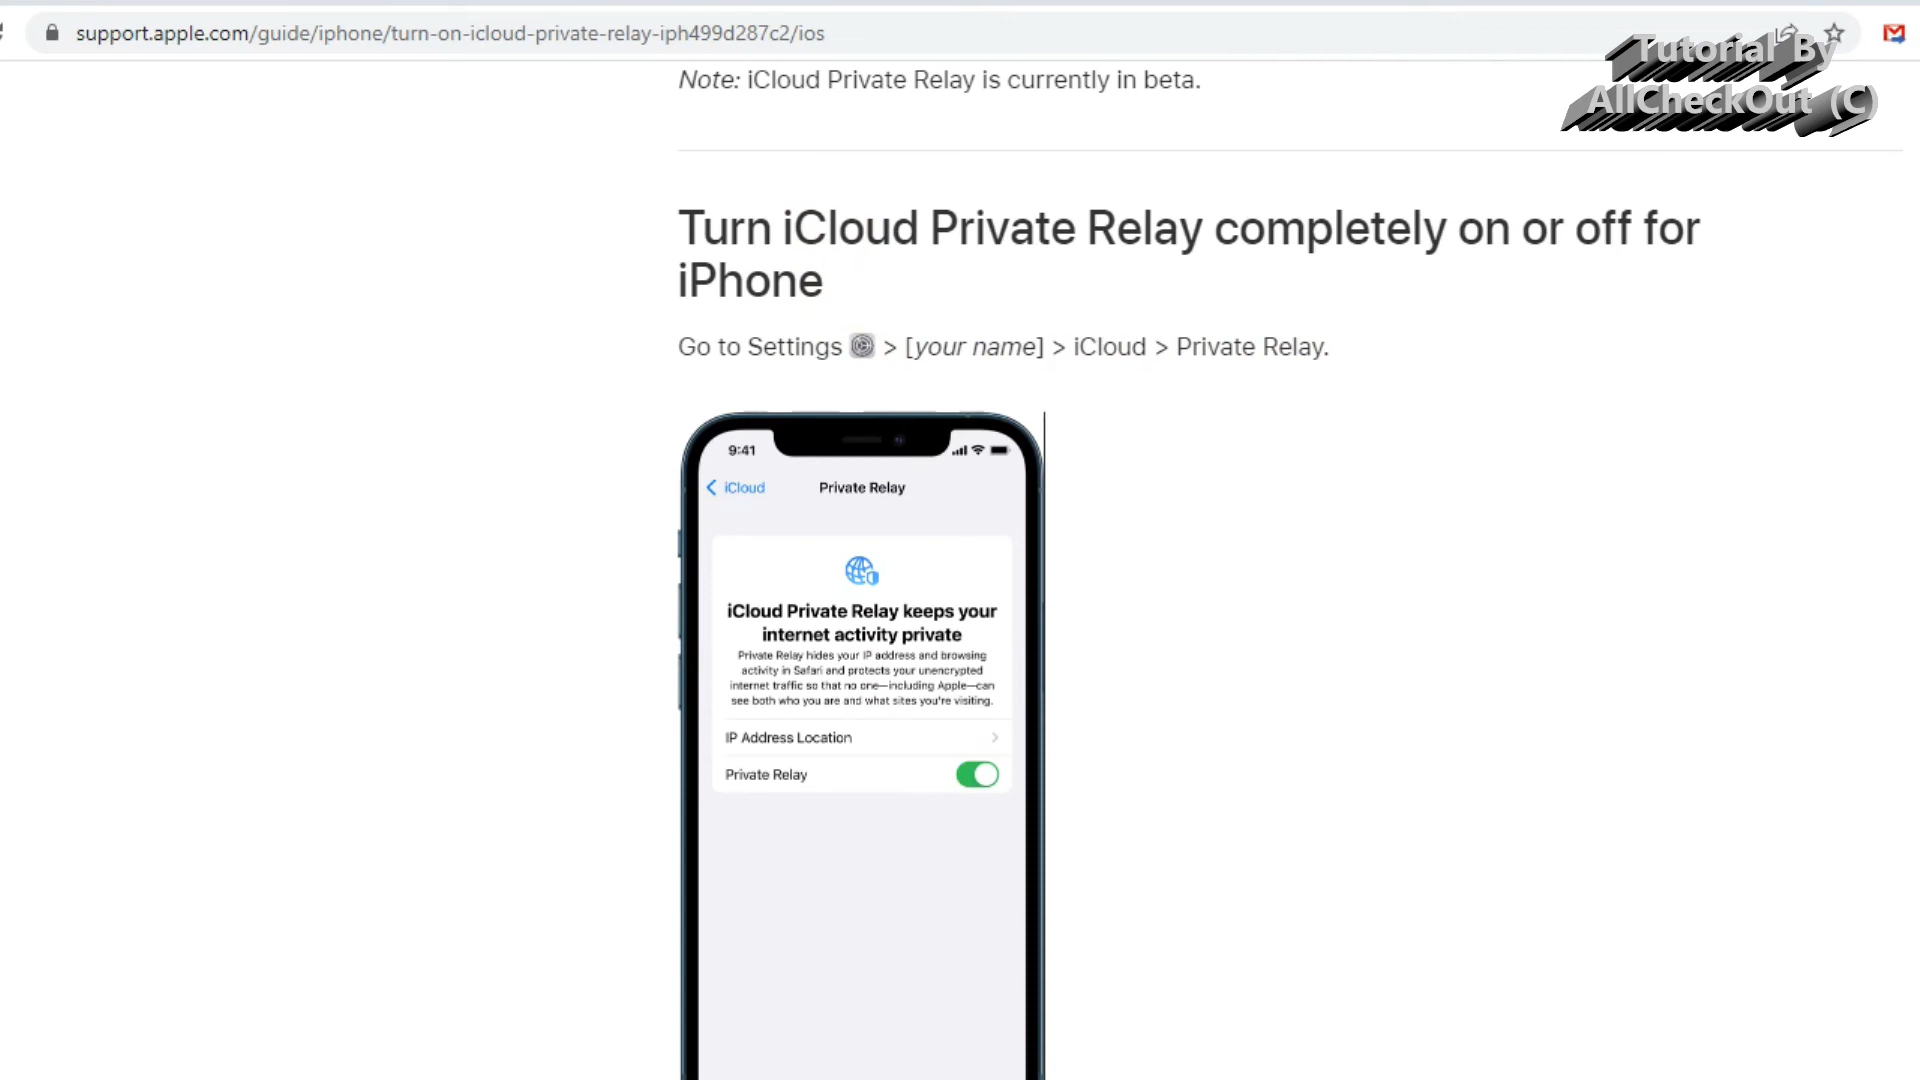 support.apple.com/guide/iphone/turn-on-icloud-private-relay-iph499d287c2/ios
Tutorial By
AllCheckOut (C)
Note: iCloud Private Relay is currently in beta.
Turn iCloud Private Relay completely on or off for
iPhone
Go to Settings > [your name] > iCloud > Private Relay.
9:41
iCloud
Private Relay
iCloud Private Relay keeps your
internet activity private
Private Relay hides your IP address and browsing
activity in Safari and protects your unencrypted
internet traffic so that no one—including Apple—can
see both who you are and what sites you're visiting.
IP Address Location
Private Relay